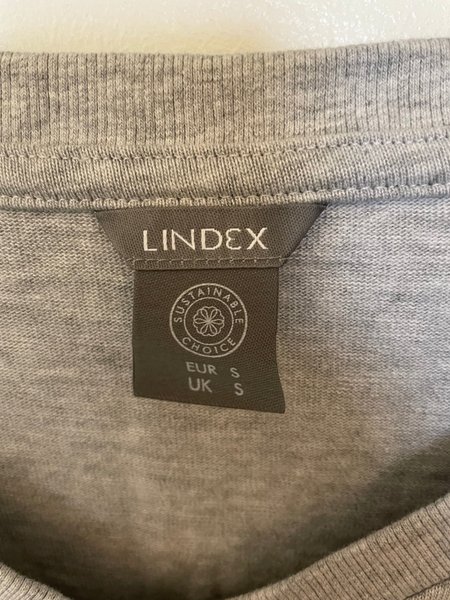 LINDEX
SUSTAINABLE
CHOICE
EUR S
UK S